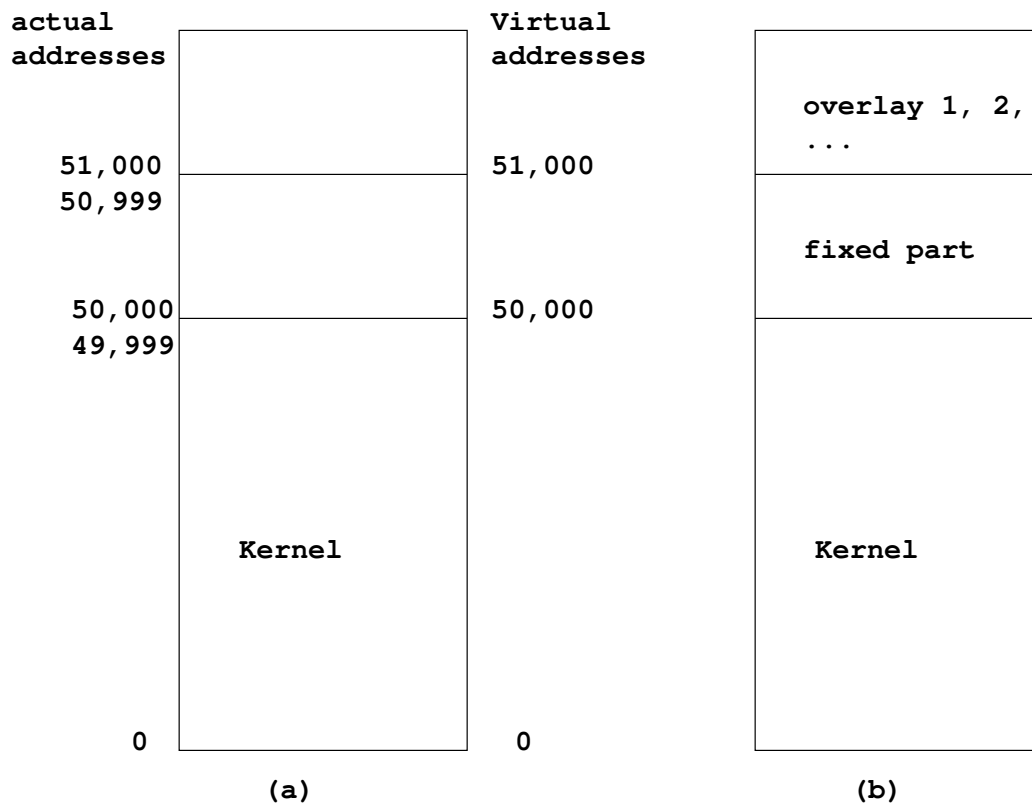 actual
addresses
51,000
50,999
50,000
49,999
Kernel
0
(a)
Virtual
addresses
51,000
50,000
0
overlay 1, 2,
...
fixed part
Kernel
(b)